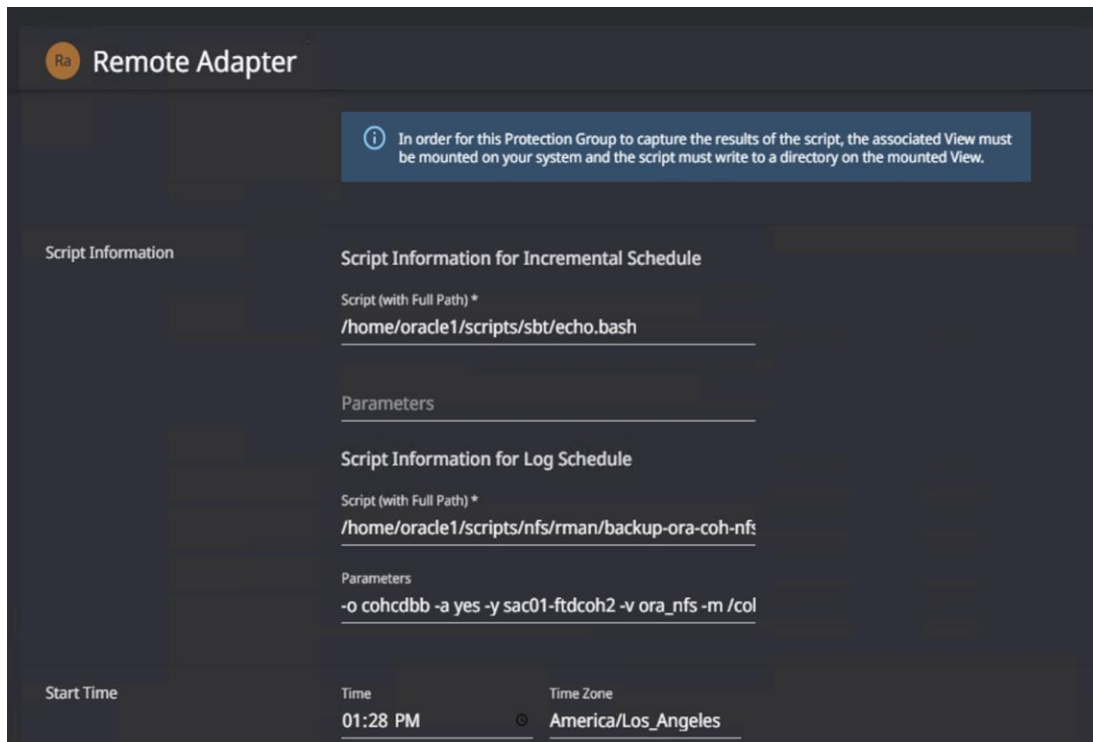 Ra Remote Adapter
In order for this Protection Group to capture the results of the script, the associated View must
be mounted on your system and the script must write to a directory on the mounted View.
Script Information
Script Information for Incremental Schedule
Script (with Full Path) *
/home/oracle1/scripts/sbt/echo.bash
Parameters
Script Information for Log Schedule
Script (with Full Path) *
/home/oracle1/scripts/nfs/rman/backup-ora-coh-nfs
Parameters
-o cohcdbb -a yes -y sac01-ftdcoh2 -v ora_nfs -m /col
Start Time
Time Time Zone
01:28 PM America/Los_Angeles